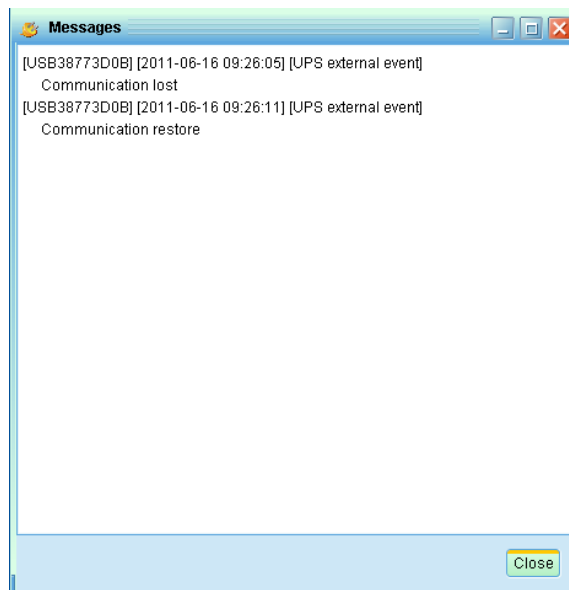 Messages
[USB38773D0B] [2011-06-16 09:26:05] [UPS external event]
Communication lost
[USB38773D0B] [2011-06-16 09:26:11] [UPS external event]
Communication restore
Close